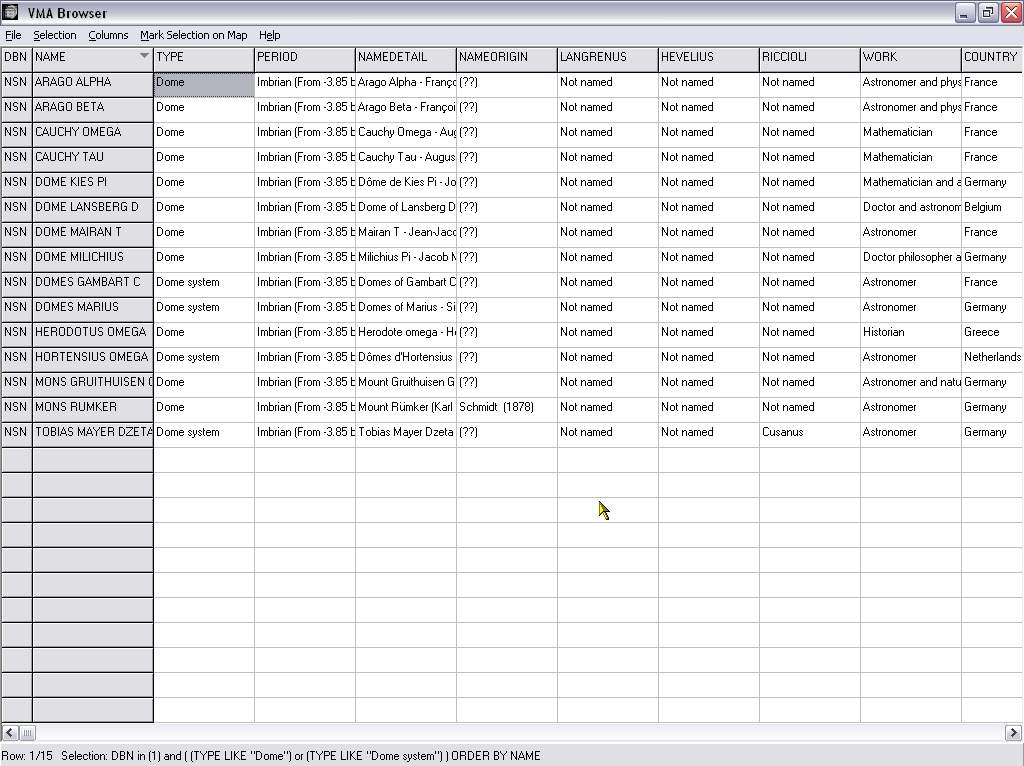 VMA Browser
File Selection Columns Mark Selection on Map Help
DBN NAME TYPE PERIOD NAMEDETAIL NAMEORIGIN LANGRENUS HEVELIUS RICCIOLI WORK COUNTRY
NSN ARAGO ALPHA Dome Imbrian (From -3.85 b Arago Alpha - Franço (??) Not named Not named Not named Astronomer and phys France
NSN ARAGO BETA Dome Imbrian (From -3.85 b Arago Beta - Françoi (??) Not named Not named Not named Astronomer and phys France
NSN CAUCHY OMEGA Dome Imbrian (From -3.85 b Cauchy Omega - Aug (??) Not named Not named Not named Mathematician France
NSN CAUCHY TAU Dome Imbrian (From -3.85 b Cauchy Tau - Augus (??) Not named Not named Not named Mathematician France
NSN DOME KIES PI Dome Imbrian (From -3.85 b Dôme de Kies Pi - Jo (??) Not named Not named Not named Mathematician and a Germany
NSN DOME LANSBERG D Dome Imbrian (From -3.85 b Dome of Lansberg D (??) Not named Not named Not named Doctor and astronom Belgium
NSN DOME MAIRAN T Dome Imbrian (From -3.85 b Mairan T - Jean-Jacq (??) Not named Not named Not named Astronomer France
NSN DOME MILICHIUS Dome Imbrian (From -3.85 b Milichius Pi - Jacob M (??) Not named Not named Not named Doctor philosopher a Germany
NSN DOMES GAMBART C Dome system Imbrian (From -3.85 b Domes of Gambart C (??) Not named Not named Not named Astronomer France
NSN DOMES MARIUS Dome system Imbrian (From -3.85 b Domes of Marius - Si (??) Not named Not named Not named Astronomer Germany
NSN HERODOTUS OMEGA Dome Imbrian (From -3.85 b Herodote omega - He (??) Not named Not named Not named Historian Greece
NSN HORTENSIUS OMEGA Dome system Imbrian (From -3.85 b Dômes d'Hortensius (??) Not named Not named Not named Astronomer Netherlands
NSN MONS GRUITHUISEN G Dome Imbrian (From -3.85 b Mount Gruithuisen G (??) Not named Not named Not named Astronomer and natu Germany
NSN MONS RUMKER Dome Imbrian (From -3.85 b Mount Rümker (Karl Schmidt (1878) Not named Not named Not named Astronomer Germany
NSN TOBIAS MAYER DZETA Dome system Imbrian (From -3.85 b Tobias Mayer Dzeta (??) Not named Not named Cusanus Astronomer Germany
Row: 1/15 Selection: DBN in (1) and ( (TYPE LIKE "Dome") or (TYPE LIKE "Dome system") ) ORDER BY NAME